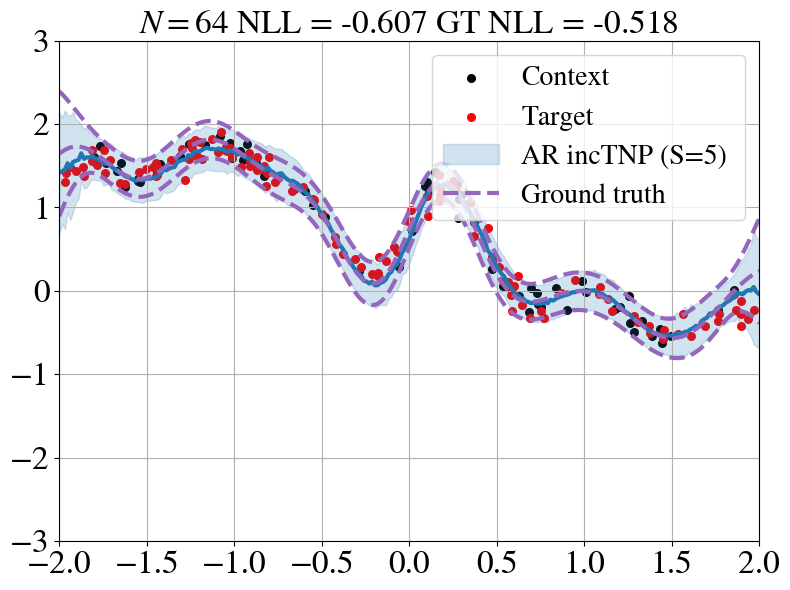 N = 64 NLL = -0.607 GT NLL = -0.518
Context
Target
AR incTNP (S=5)
Ground truth
3
2
1
0
−1
−2
−3
−2.0 −1.5 −1.0 −0.5 0.0 0.5 1.0 1.5 2.0